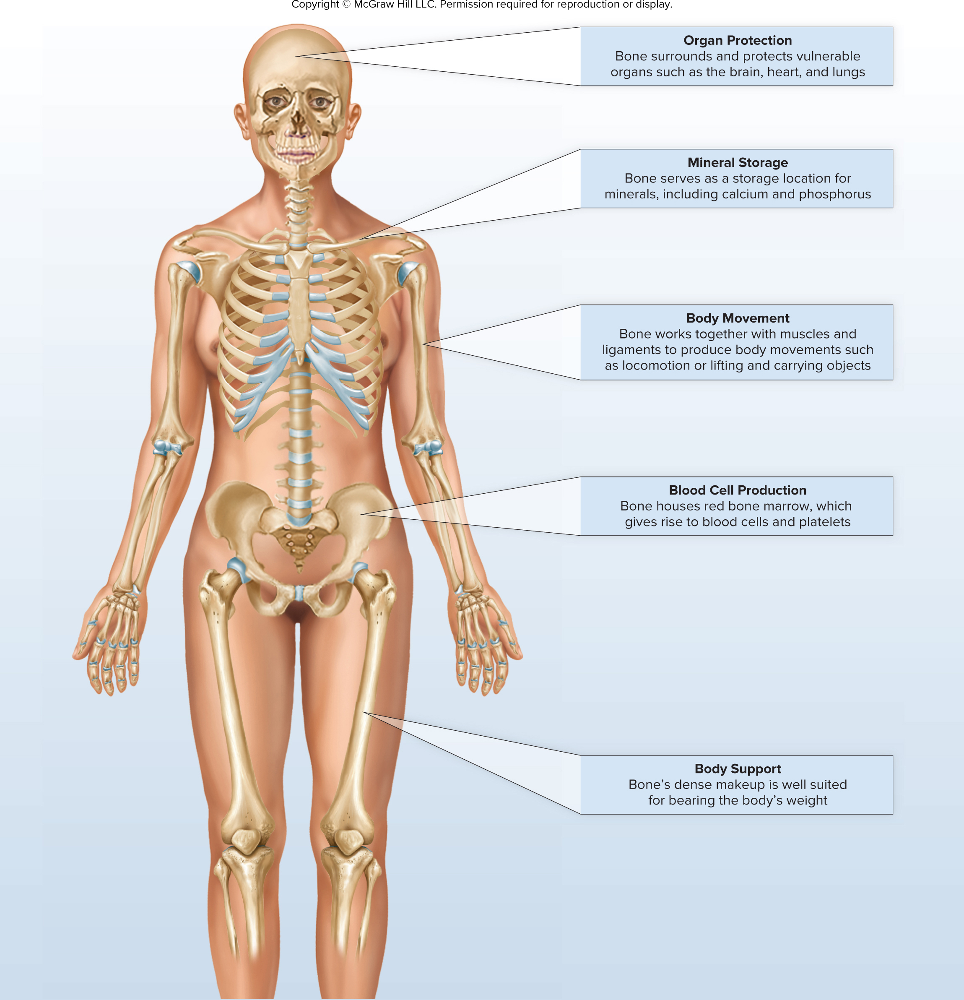 Copyright © McGraw Hill LLC. Permission required for reproduction or display.
Organ Protection
Bone surrounds and protects vulnerable
organs such as the brain, heart, and lungs
Mineral Storage
Bone serves as a storage location for
minerals, including calcium and phosphorus
Body Movement
Bone works together with muscles and
ligaments to produce body movements such
as locomotion or lifting and carrying objects
Blood Cell Production
Bone houses red bone marrow, which
gives rise to blood cells and platelets
Body Support
Bone’s dense makeup is well suited
for bearing the body’s weight